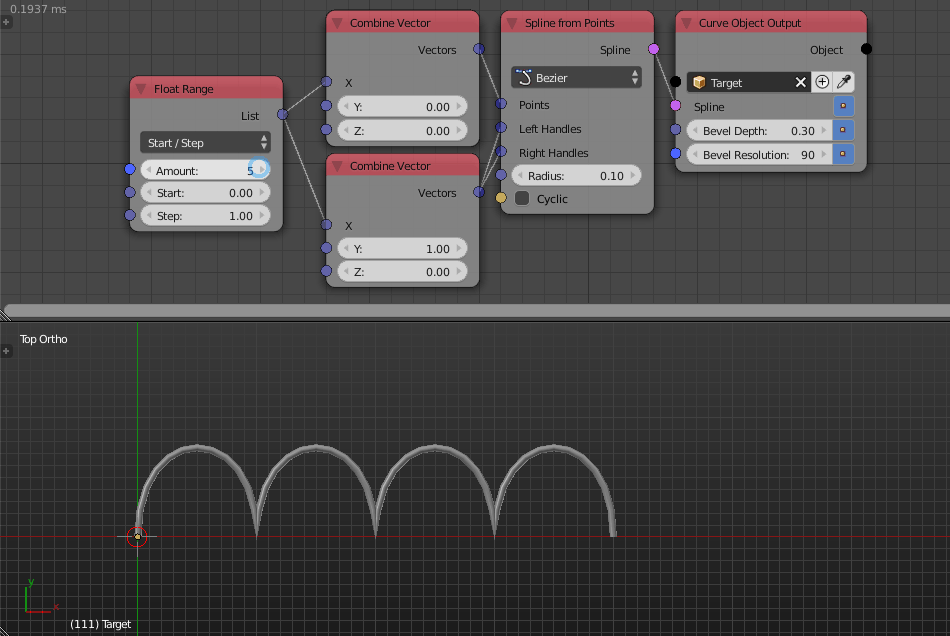 0.1937 ms
Float Range
List
Start / Step
Amount: 5
Start: 0.00
Step: 1.00
Combine Vector
Vectors
X
Y: 0.00
Z: 0.00
Combine Vector
Vectors
X
Y: 1.00
Z: 0.00
Spline from Points
Spline
Bezier
Points
Left Handles
Right Handles
Radius: 0.10
Cyclic
Curve Object Output
Object
Target
Spline
Bevel Depth: 0.30
Bevel Resolution: 90
Top Ortho
y
x
(111) Target